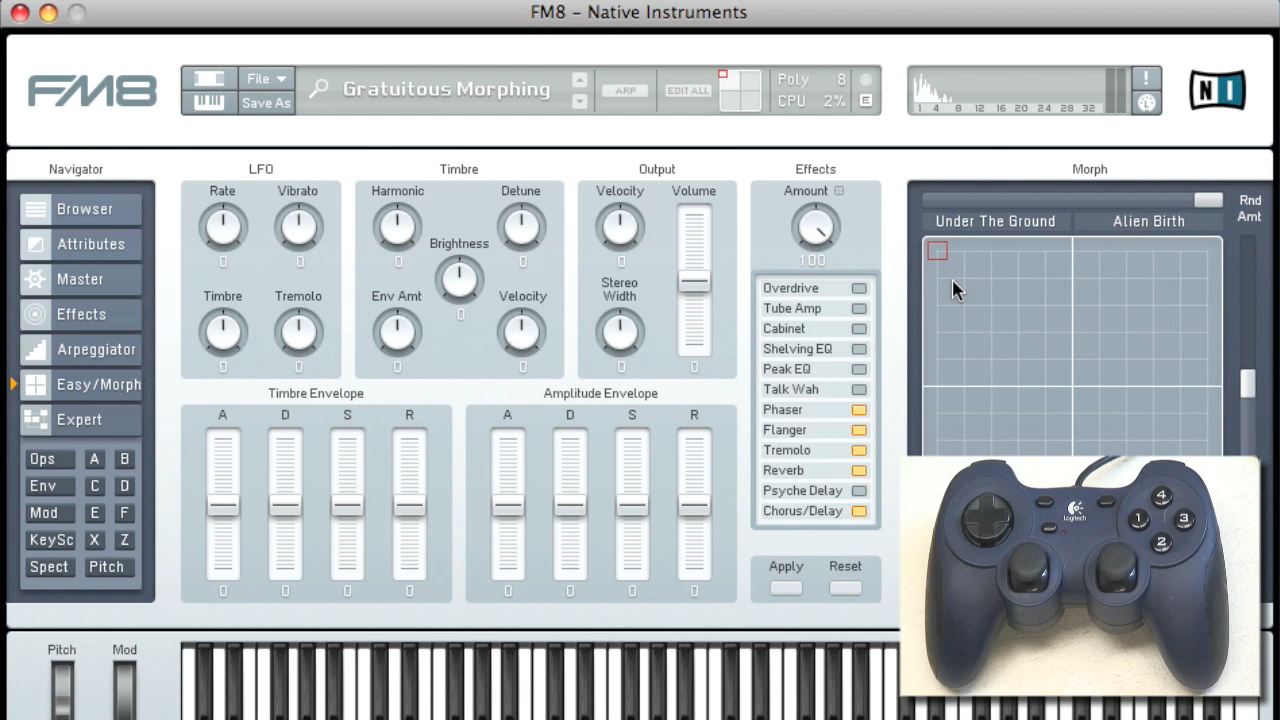 FM8 – Native Instruments
FM8
File
Save As
Gratuitous Morphing
ARP
EDIT ALL
Poly 8
CPU 2%
E
1 4 8 12 16 20 24 28 32
!
N I
Navigator
Browser
Attributes
Master
Effects
Arpeggiator
Easy/Morph
Expert
Ops A B
Env C D
Mod E F
KeySc X Z
Spect Pitch
LFO
Rate Vibrato
0 0
Timbre Tremolo
0 0
Timbre
Harmonic Detune
0 0
Brightness
0
Env Amt Velocity
0 0
Output
Velocity Volume
0
Stereo
Width
0 0
Effects
Amount
100
Overdrive
Tube Amp
Cabinet
Shelving EQ
Peak EQ
Talk Wah
Phaser
Flanger
Tremolo
Reverb
Psyche Delay
Chorus/Delay
Apply Reset
Timbre Envelope
A D S R
0 0 0 0
Amplitude Envelope
A D S R
0 0 0 0
Morph
Rnd
Amt
Under The Ground Alien Birth
Logitech
4
1 3
2
Pitch Mod